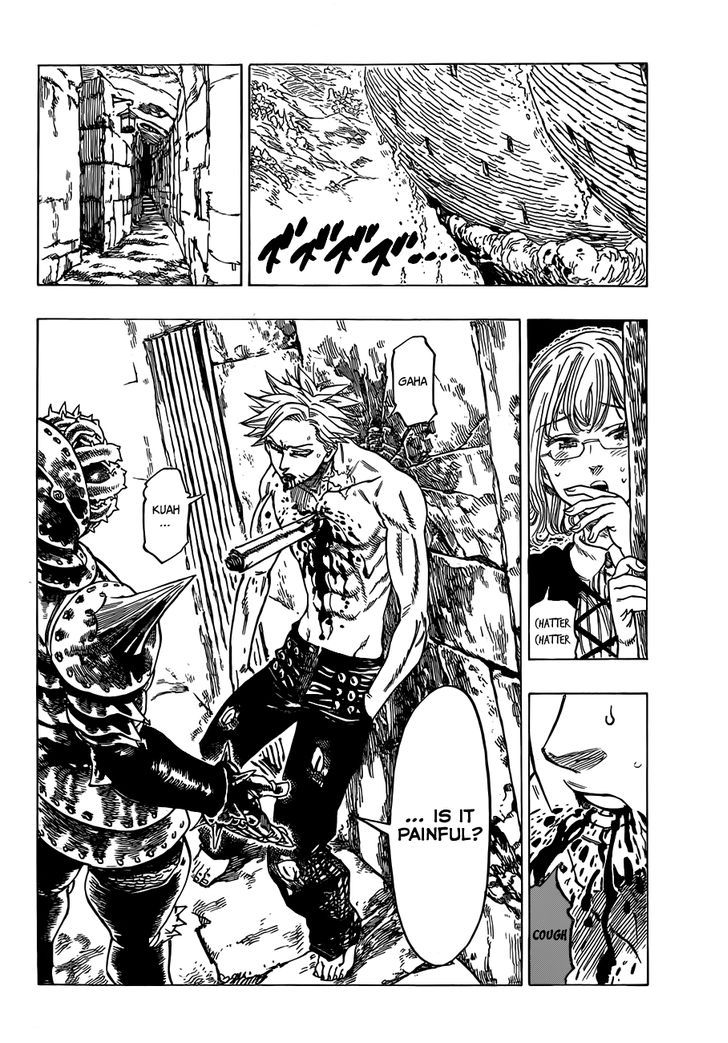 ズズズズ‥‥
GAHA
KUAH
...
... IS IT
PAINFUL?
CHATTER
CHATTER
COUGH